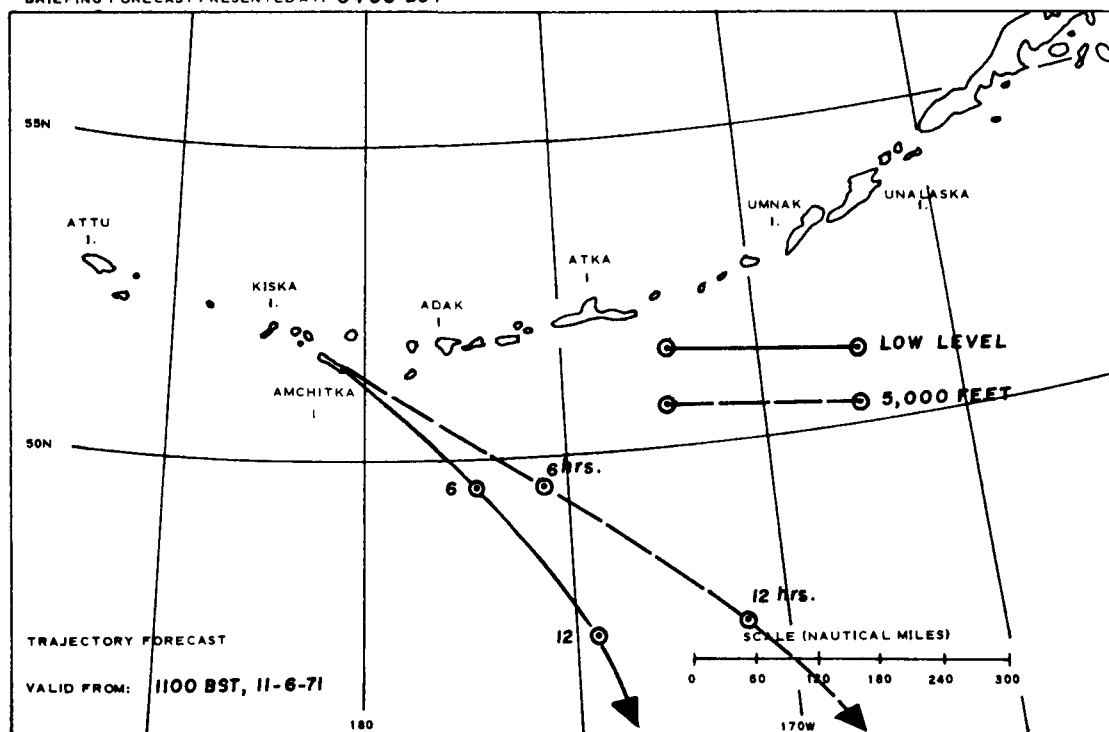 55N
ATTU
I.
KISKA
I.
ADAK
I
ATKA
I
UMNAK
I.
UNALASKA
I.
AMCHITKA
I
LOW LEVEL
5,000 FEET
50N
6
6 hrs.
12
12 hrs.
TRAJECTORY FORECAST
SCALE (NAUTICAL MILES)
0 60 120 180 240 300
VALID FROM: 1100 BST, 11-6-71
180
170W